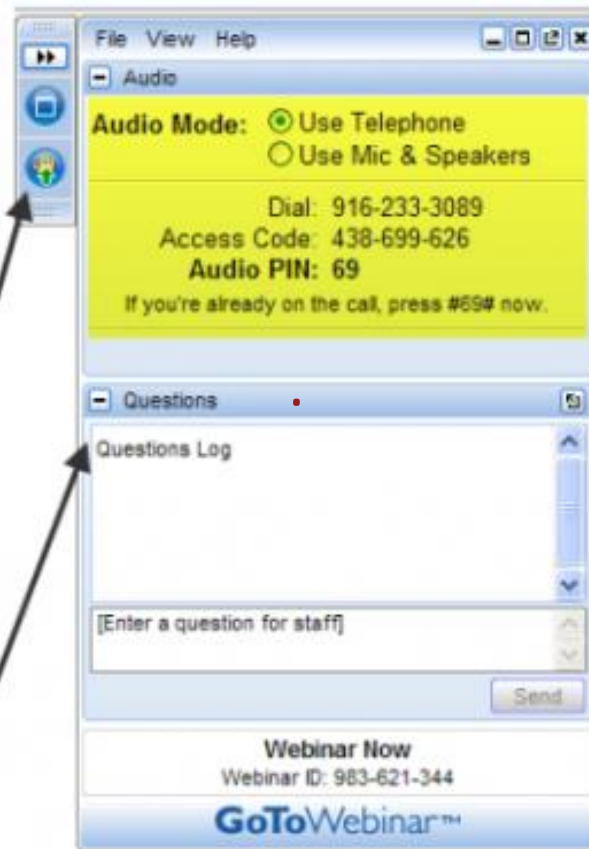 File View Help
Audio
Audio Mode: Use Telephone
Use Mic & Speakers
Dial: 916-233-3089
Access Code: 438-699-626
Audio PIN: 69
If you're already on the call, press #69# now.
Questions
Questions Log
[Enter a question for staff]
Send
Webinar Now
Webinar ID: 983-621-344
GoToWebinar™